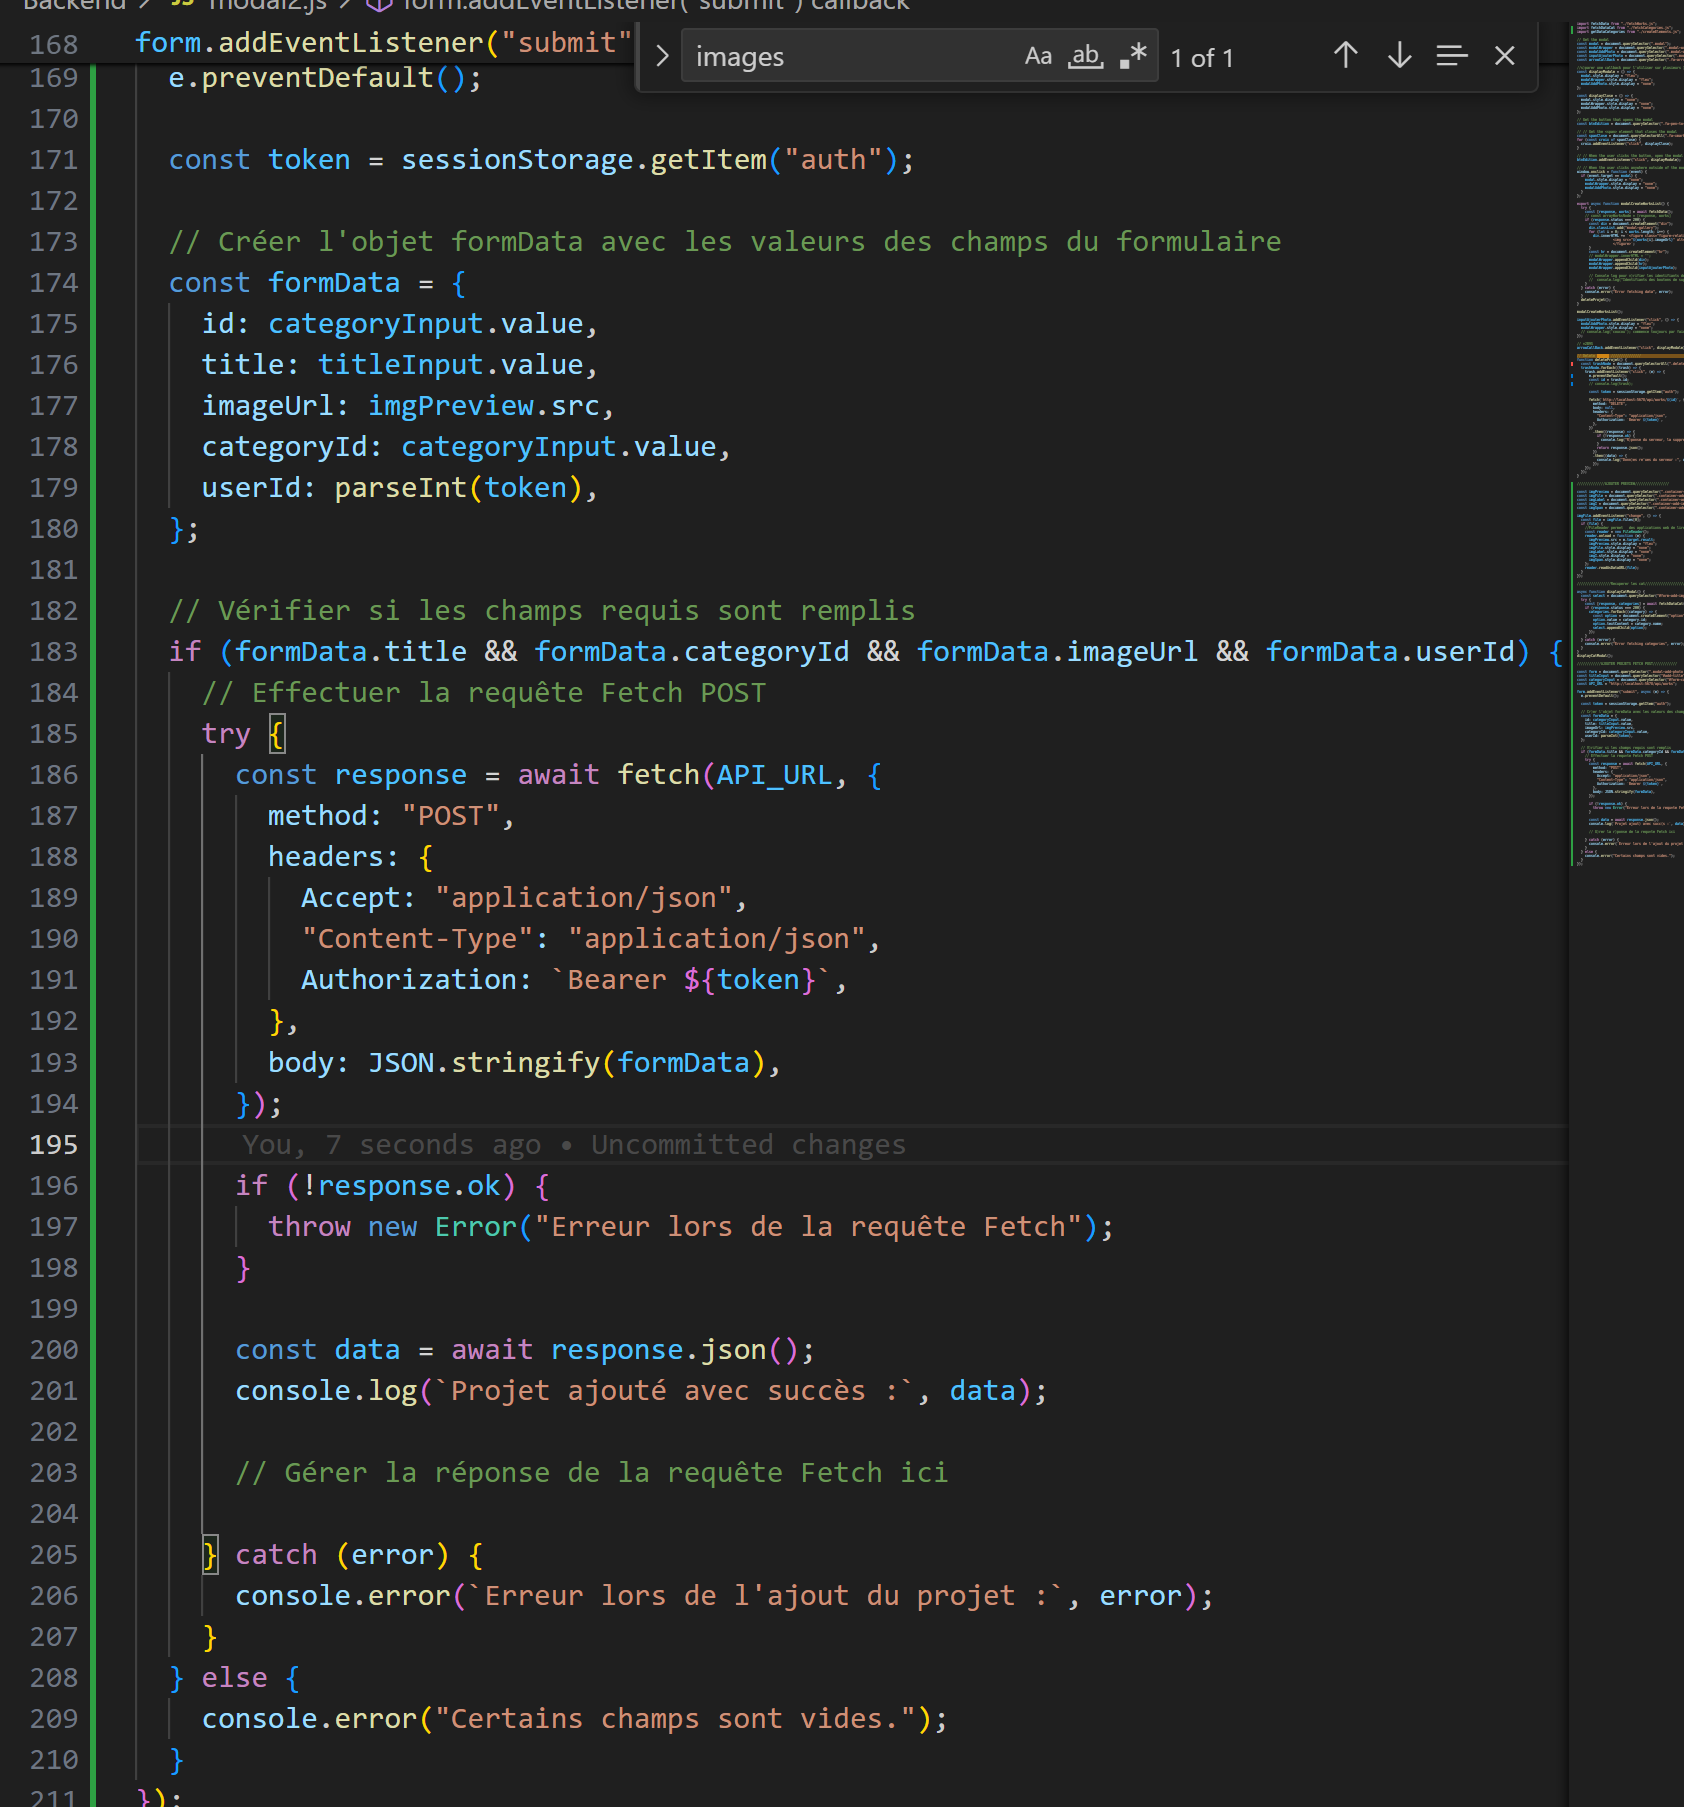 Backend > JS modal2.js > form.addEventListener("submit") callback
168 form.addEventListener("submit"
images Aa ab .* 1 of 1
169 e.preventDefault();
170
171 const token = sessionStorage.getItem("auth");
172
173 // Créer l'objet formData avec les valeurs des champs du formulaire
174 const formData = {
175 id: categoryInput.value,
176 title: titleInput.value,
177 imageUrl: imgPreview.src,
178 categoryId: categoryInput.value,
179 userId: parseInt(token),
180 };
181
182 // Vérifier si les champs requis sont remplis
183 if (formData.title && formData.categoryId && formData.imageUrl && formData.userId) {
184 // Effectuer la requête Fetch POST
185 try {
186 const response = await fetch(API_URL, {
187 method: "POST",
188 headers: {
189 Accept: "application/json",
190 "Content-Type": "application/json",
191 Authorization: `Bearer ${token}`,
192 },
193 body: JSON.stringify(formData),
194 });
195 You, 7 seconds ago • Uncommitted changes
196 if (!response.ok) {
197 throw new Error("Erreur lors de la requête Fetch");
198 }
199
200 const data = await response.json();
201 console.log(`Projet ajouté avec succès :`, data);
202
203 // Gérer la réponse de la requête Fetch ici
204
205 } catch (error) {
206 console.error(`Erreur lors de l'ajout du projet :`, error);
207 }
208 } else {
209 console.error("Certains champs sont vides.");
210 }
211 });